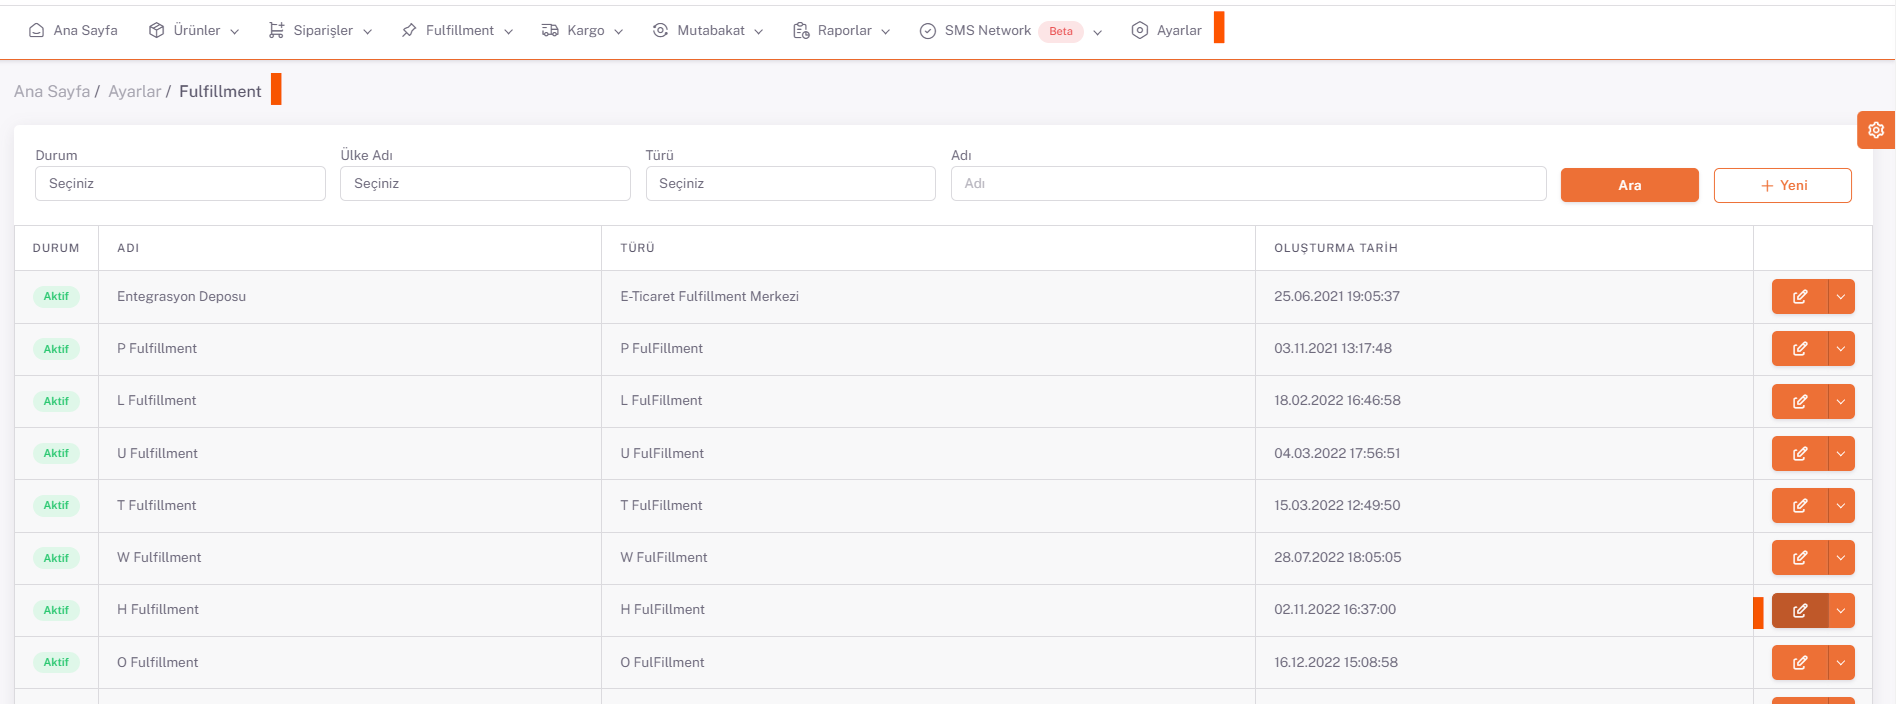 Ana Sayfa Ürünler Siparişler Fulfillment Kargo Mutabakat Raporlar SMS Network Beta Ayarlar
Ana Sayfa / Ayarlar / Fulfillment
Durum Ülke Adı Türü Adı
Seçiniz Seçiniz Seçiniz Adı Ara + Yeni
DURUM ADI TÜRÜ OLUŞTURMA TARİH
Aktif Entegrasyon Deposu E-Ticaret Fulfillment Merkezi 25.06.2021 19:05:37
Aktif P Fulfillment P FulFillment 03.11.2021 13:17:48
Aktif L Fulfillment L FulFillment 18.02.2022 16:46:58
Aktif U Fulfillment U FulFillment 04.03.2022 17:56:51
Aktif T Fulfillment T FulFillment 15.03.2022 12:49:50
Aktif W Fulfillment W FulFillment 28.07.2022 18:05:05
Aktif H Fulfillment H FulFillment 02.11.2022 16:37:00
Aktif O Fulfillment O FulFillment 16.12.2022 15:08:58